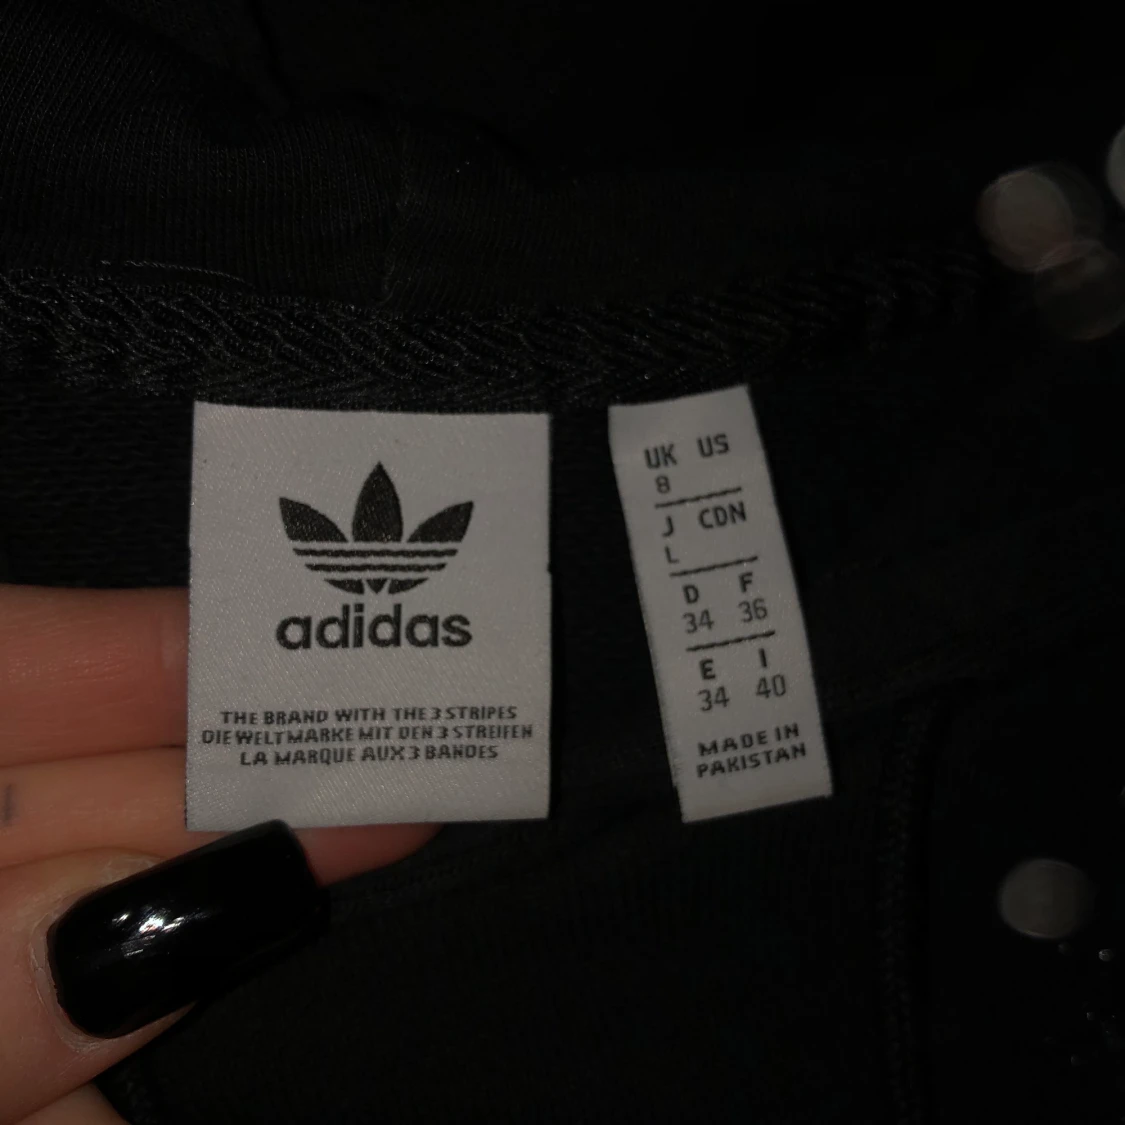 adidas
THE BRAND WITH THE 3 STRIPES
DIE WELTMARKE MIT DEN 3 STREIFEN
LA MARQUE AUX 3 BANDES
UK US
8
J CDN
L
D F
34 36
E I
34 40
MADE IN
PAKISTAN